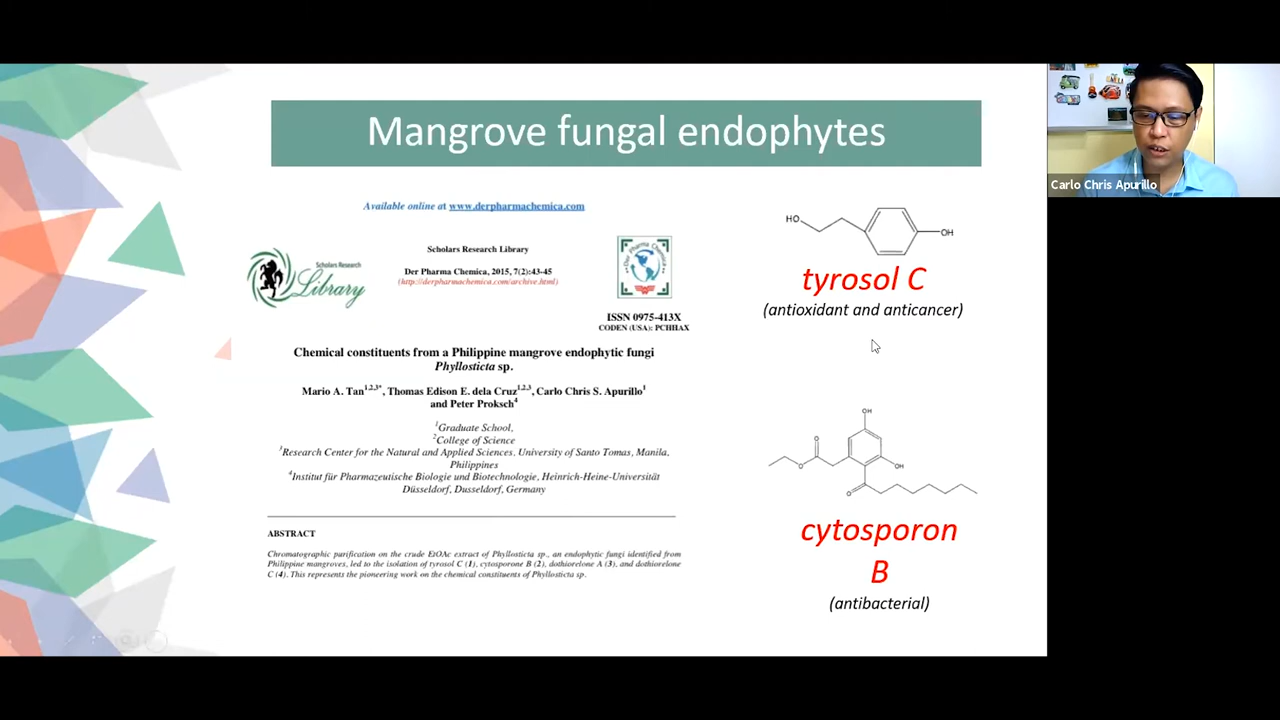 Mangrove fungal endophytes
Carlo Chris Apurillo
Available online at www.derpharmachemica.com
Scholars Research
Library
Scholars Research Library
Der Pharma Chemica, 2015, 7(2):43-45
(http://derpharmachemica.com/archive.html)
Der Pharma Chemica
ISSN 0975-413X
CODEN (USA): PCHHAX
Chemical constituents from a Philippine mangrove endophytic fungi
Phyllosticta sp.
Mario A. Tan1,2,3*, Thomas Edison E. dela Cruz1,2,3, Carlo Chris S. Apurillo1
and Peter Proksch4
1Graduate School,
2College of Science
3Research Center for the Natural and Applied Sciences. University of Santo Tomas, Manila,
Philippines
4Institut für Pharmazeutische Biologie und Biotechnologie, Heinrich-Heine-Universität
Düsseldorf, Dusseldorf, Germany
ABSTRACT
Chromatographic purification on the crude EtOAc extract of Phyllosticta sp., an endophytic fungi identified from
Philippine mangroves, led to the isolation of tyrosol C (1), cytosporone B (2), dothiorelone A (3), and dothiorelone
C (4). This represents the pioneering work on the chemical constituents of Phyllosticta sp.
HO
OH
tyrosol C
(antioxidant and anticancer)
OH
O
O
OH
O
cytosporon
B
(antibacterial)